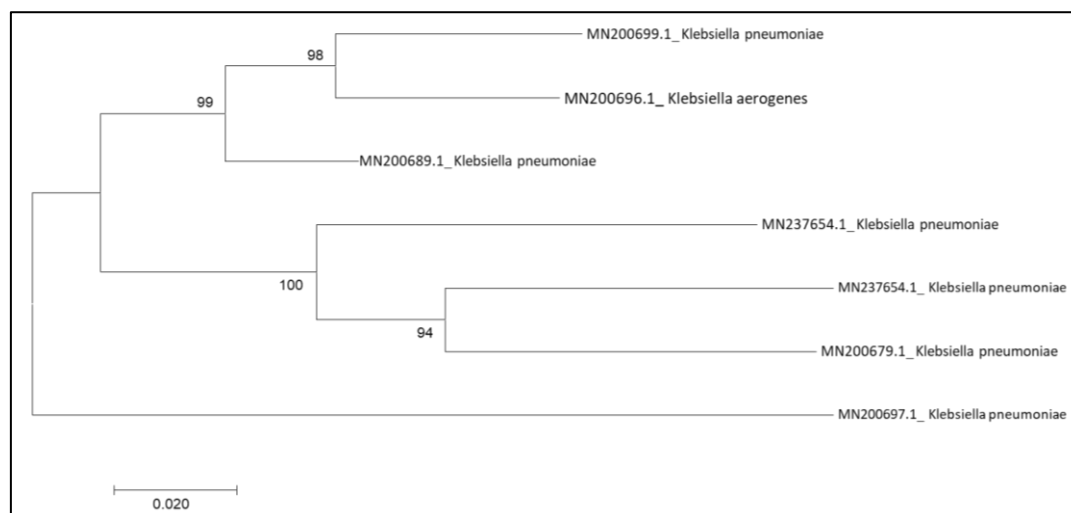 MN200699.1_ Klebsiella pneumoniae
98
MN200696.1_ Klebsiella aerogenes
99
MN200689.1_ Klebsiella pneumoniae
MN237654.1_ Klebsiella pneumoniae
100
MN237654.1_ Klebsiella pneumoniae
94
MN200679.1_ Klebsiella pneumoniae
MN200697.1_ Klebsiella pneumoniae
0.020